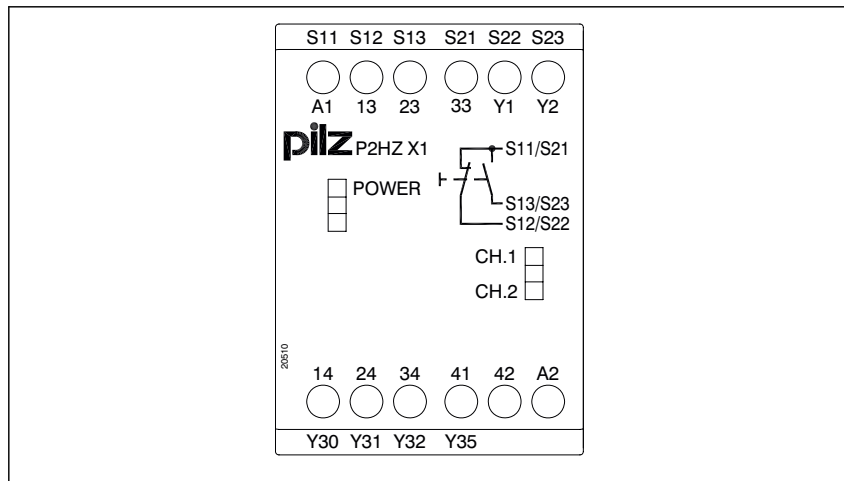 S11 S12 S13 S21 S22 S23
A1 13 23 33 Y1 Y2
pilz P2HZ X1
S11/S21
POWER
S13/S23
S12/S22
CH.1
CH.2
20510
14 24 34 41 42 A2
Y30 Y31 Y32 Y35